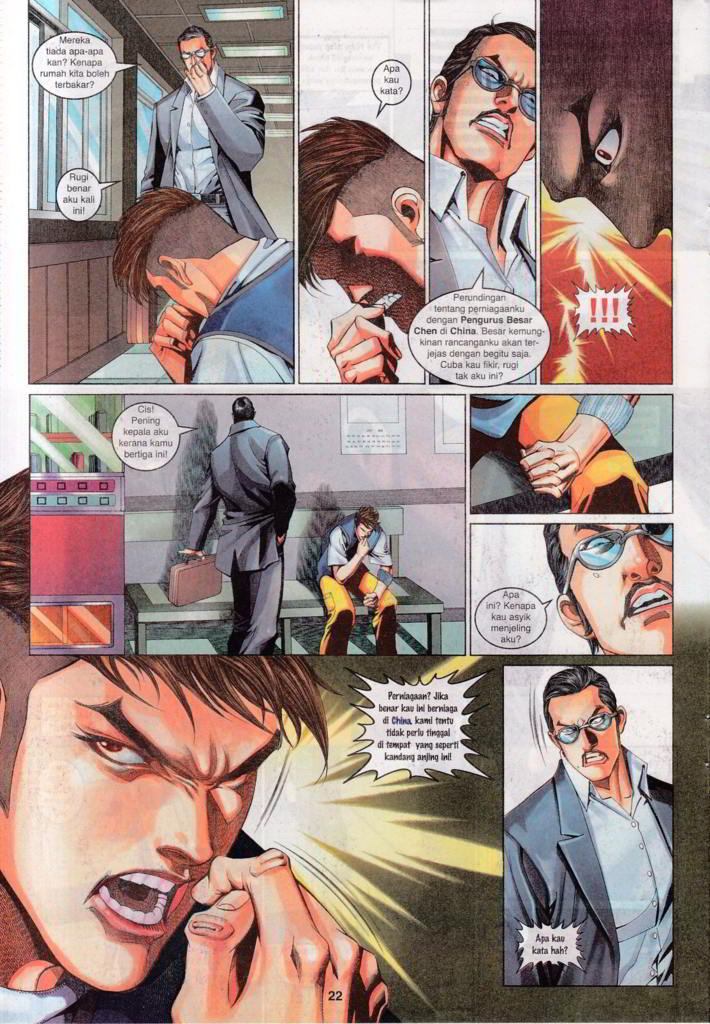 Mereka
tiada apa-apa
kan? Kenapa
rumah kita boleh
terbakar?
Rugi
benar
aku kali
ini!
Apa
kau
kata?
Perundingan
tentang perniagaanku
dengan Pengurus Besar
Chen di China. Besar kemung-
kinan rancanganku akan ter-
jejas dengan begitu saja.
Cuba kau fikir, rugi
tak aku ini?
!!!
Cis!
Pening
kepala aku
kerana kamu
bertiga ini!
Apa
ini? Kenapa
kau asyik
menjeling
aku?
Perniagaan? Jika
benar kau ini berniaga
di China, kami tentu
tidak perlu tinggal
di tempat yang seperti
kandang anjing ini!
Apa kau
kata hah?
22